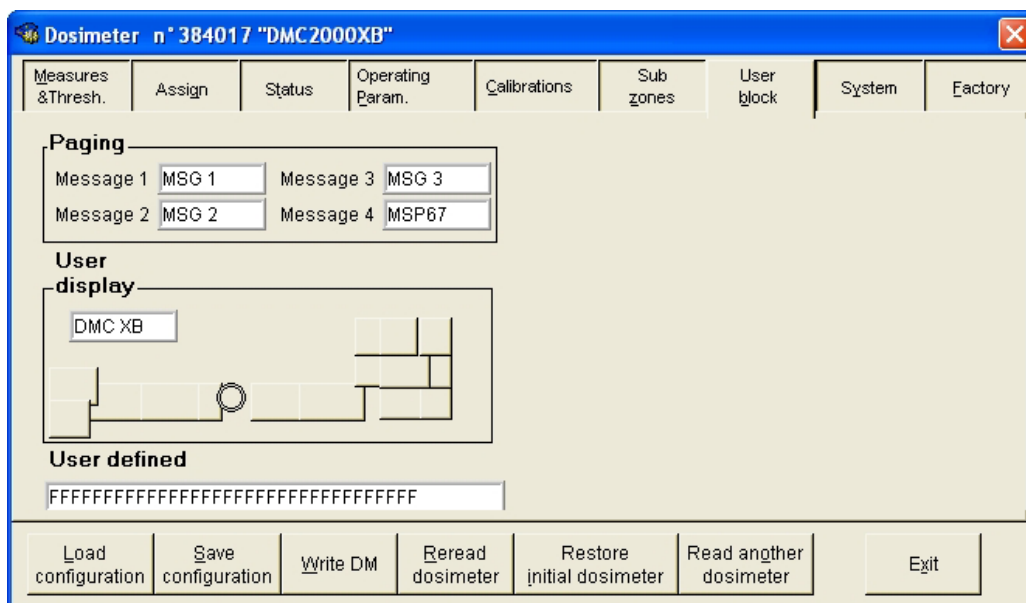 Dosimeter n°384017 "DMC2000XB"
Measures
&Thresh.
Assign
Status
Operating
Param.
Calibrations
Sub
zones
User
block
System
Factory
Paging
Message 1 MSG 1 Message 3 MSG 3
Message 2 MSG 2 Message 4 MSP67
User
display
DMC XB
User defined
FFFFFFFFFFFFFFFFFFFFFFFFFFFFFFFFFF
Load
configuration
Save
configuration
Write DM
Reread
dosimeter
Restore
initial dosimeter
Read another
dosimeter
Exit